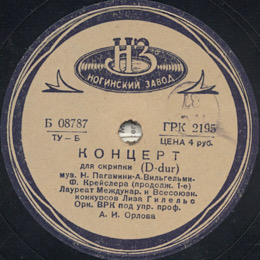 НЗ
НОГИНСКИЙ ЗАВОД
Б 08787
ГРК 2195
ТУ – Б
ЦЕНА 4 руб.
КОНЦЕРТ
для скрипки (D-dur)
муз. Н. Паганини-А. Вильгельми-
Ф. Крейслера (продолж. 1-е)
Лауреат Междунар. и Всесоюзн.
конкурсов Лиза Гилельс
Орк. ВРК под упр. проф.
А. И. Орлова